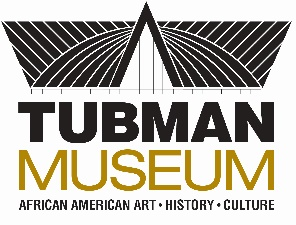 TUBMAN
MUSEUM
AFRICAN AMERICAN ART • HISTORY • CULTURE